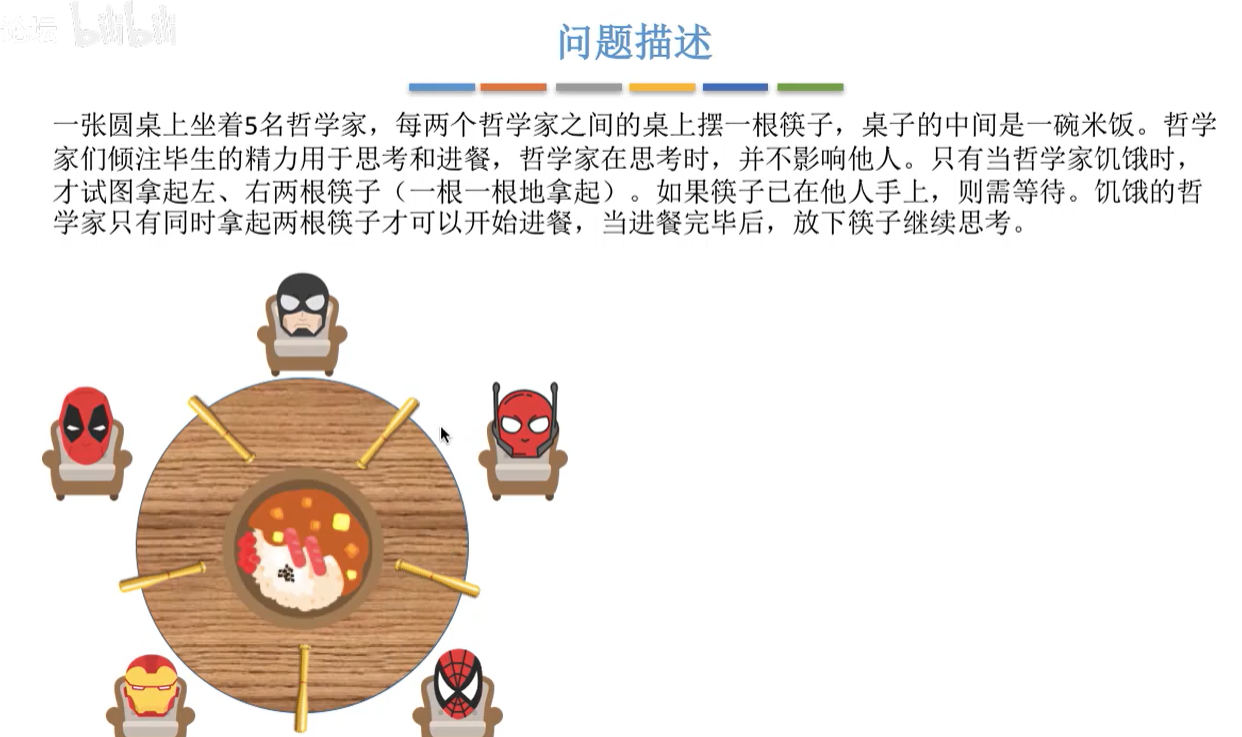 论坛 bilibili
问题描述
一张圆桌上坐着5名哲学家，每两个哲学家之间的桌上摆一根筷子，桌子的中间是一碗米饭。哲学
家们倾注毕生的精力用于思考和进餐，哲学家在思考时，并不影响他人。只有当哲学家饥饿时，
才试图拿起左、右两根筷子（一根一根地拿起）。如果筷子已在他人手上，则需等待。饥饿的哲
学家只有同时拿起两根筷子才可以开始进餐，当进餐完毕后，放下筷子继续思考。